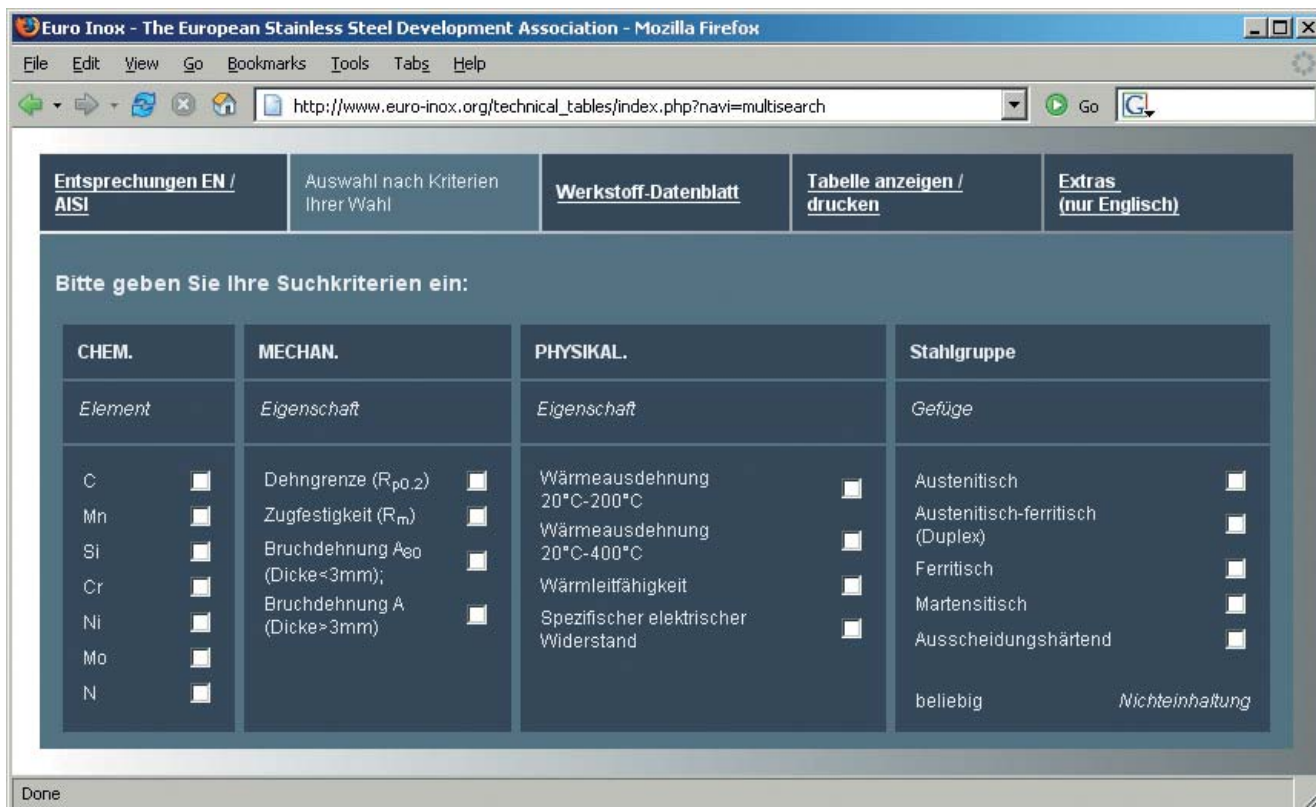 Euro Inox - The European Stainless Steel Development Association - Mozilla Firefox
File Edit View Go Bookmarks Tools Tabs Help
http://www.euro-inox.org/technical_tables/index.php?navi=multisearch Go G
Entsprechungen EN /
AISI
Auswahl nach Kriterien
Ihrer Wahl
Werkstoff-Datenblatt
Tabelle anzeigen /
drucken
Extras
(nur Englisch)
Bitte geben Sie Ihre Suchkriterien ein:
CHEM.
Element
C
Mn
Si
Cr
Ni
Mo
N
MECHAN.
Eigenschaft
Dehngrenze (Rp0.2)
Zugfestigkeit (Rm)
Bruchdehnung A80
(Dicke<3mm);
Bruchdehnung A
(Dicke>3mm)
PHYSIKAL.
Eigenschaft
Wärmeausdehnung
20°C-200°C
Wärmeausdehnung
20°C-400°C
Wärmleitfähigkeit
Spezifischer elektrischer
Widerstand
Stahlgruppe
Gefüge
Austenitisch
Austenitisch-ferritisch
(Duplex)
Ferritisch
Martensitisch
Ausscheidungshärtend
beliebig Nichteinhaltung
Done